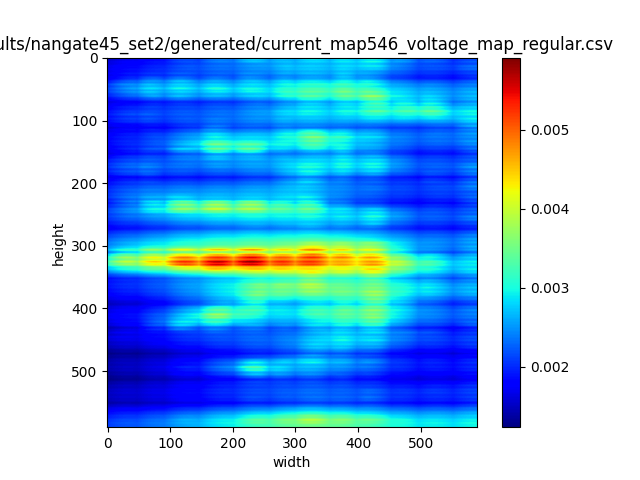 ults/nangate45_set2/generated/current_map546_voltage_map_regular.csv
0
100
200
300
400
500
height
0 100 200 300 400 500
width
0.005
0.004
0.003
0.002